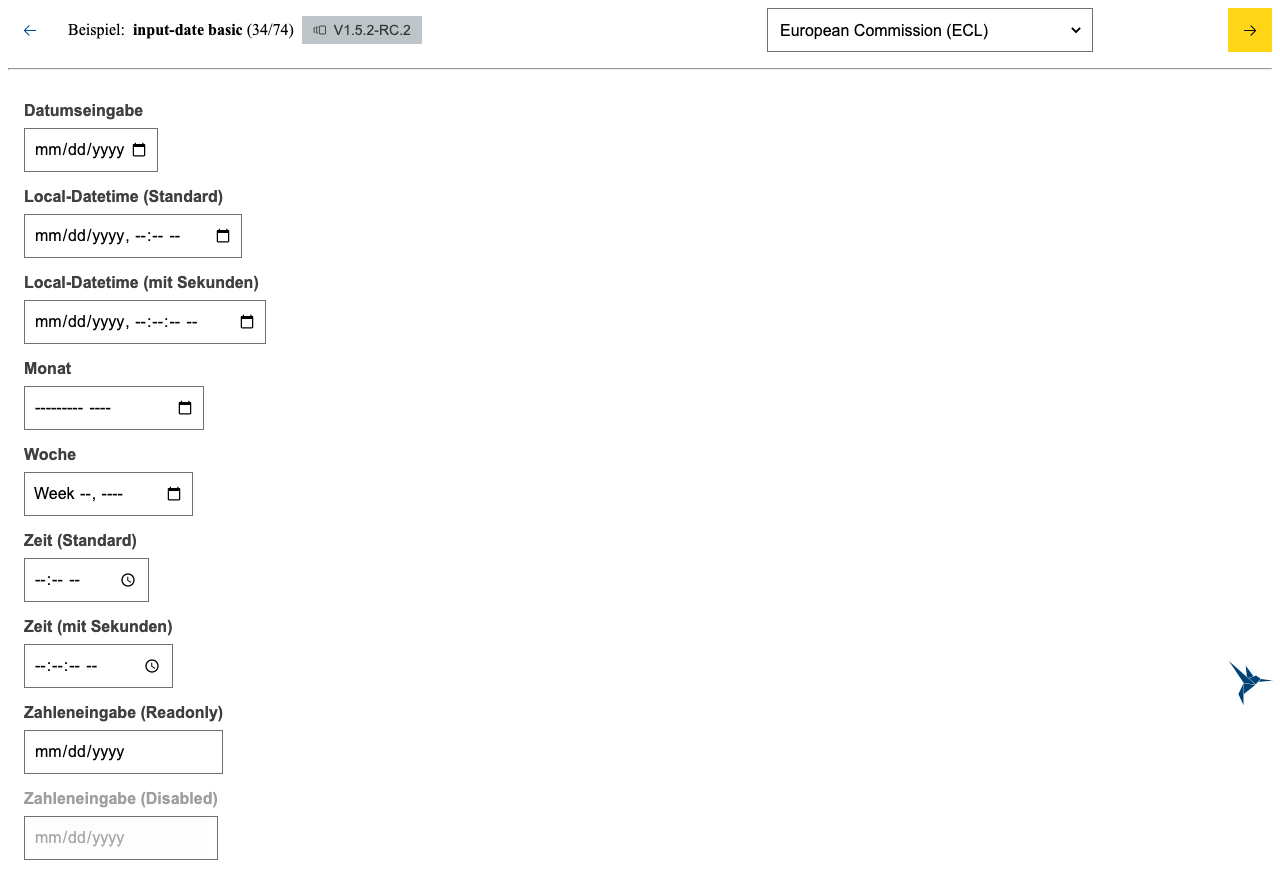 Beispiel: input-date basic (34/74) V1.5.2-RC.2 European Commission (ECL)
Datumseingabe
mm/dd/yyyy
Local-Datetime (Standard)
mm/dd/yyyy, --:-- --
Local-Datetime (mit Sekunden)
mm/dd/yyyy, --:--:-- --
Monat
--------- ----
Woche
Week --, ----
Zeit (Standard)
--:-- --
Zeit (mit Sekunden)
--:--:-- --
Zahleneingabe (Readonly)
mm/dd/yyyy
Zahleneingabe (Disabled)
mm/dd/yyyy